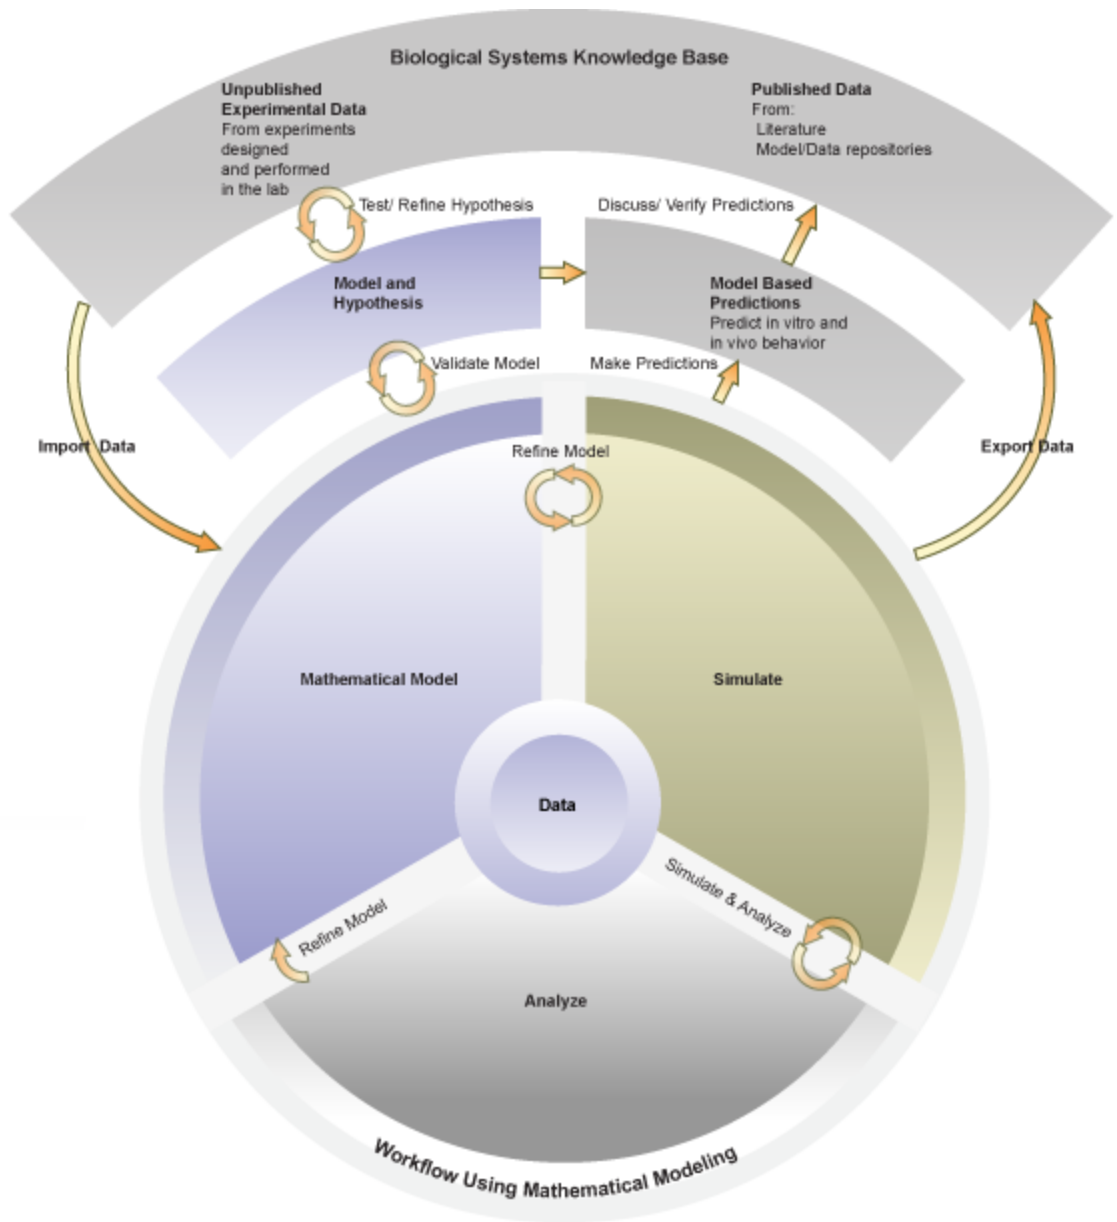 Biological Systems Knowledge Base
Unpublished
Experimental Data
From experiments
designed
and performed
in the lab
Published Data
From:
Literature
Model/Data repositories
Test/ Refine Hypothesis
Discuss/ Verify Predictions
Model and
Hypothesis
Model Based
Predictions
Predict in vitro and
in vivo behavior
Validate Model
Make Predictions
Import Data
Export Data
Refine Model
Mathematical Model
Simulate
Data
Refine Model
Simulate & Analyze
Analyze
Workflow Using Mathematical Modeling